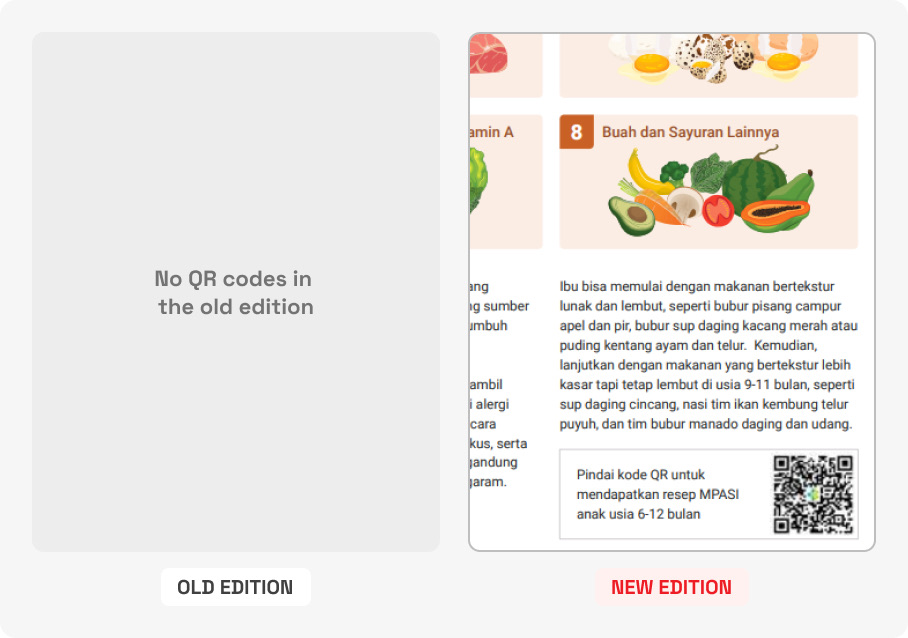 No QR codes in
the old edition
OLD EDITION
amin A
8 Buah dan Sayuran Lainnya
ang
ng sumber
umbuh
ambil
i alergi
cara
kus, serta
gandung
garam.
Ibu bisa memulai dengan makanan bertekstur
lunak dan lembut, seperti bubur pisang campur
apel dan pir, bubur sup daging kacang merah atau
puding kentang ayam dan telur. Kemudian,
lanjutkan dengan makanan yang bertekstur lebih
kasar tapi tetap lembut di usia 9-11 bulan, seperti
sup daging cincang, nasi tim ikan kembung telur
puyuh, dan tim bubur manado daging dan udang.
Pindai kode QR untuk
mendapatkan resep MPASI
anak usia 6-12 bulan
NEW EDITION